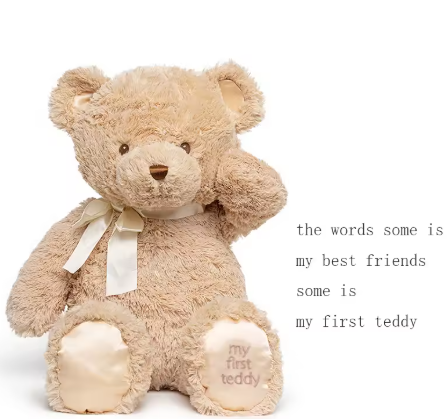 the words some is
my best friends
some is
my first teddy
my
first
teddy